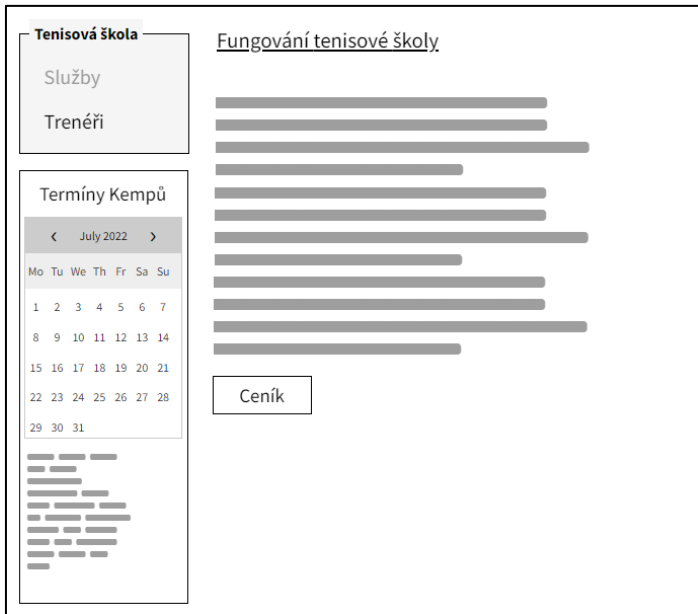 Tenisová škola
Služby
Trenéři
Termíny Kempů
‹ July 2022 ›
Mo Tu We Th Fr Sa Su
1 2 3 4 5 6 7
8 9 10 11 12 13 14
15 16 17 18 19 20 21
22 23 24 25 26 27 28
29 30 31
Fungování tenisové školy
Ceník